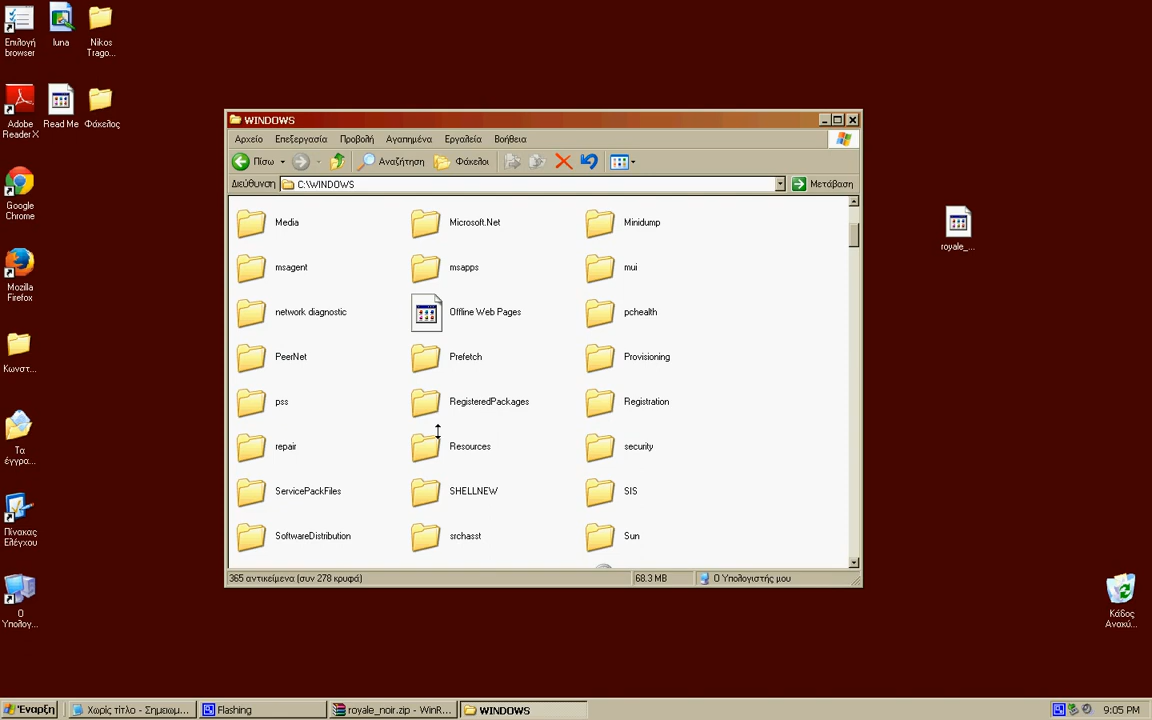 Επιλογή
browser
luna
Nikos
Trago...
Adobe
Reader X
Read Me
Φάκελος
Google
Chrome
Mozilla
Firefox
Κωνστ...
Τα
έγγρα...
Πίνακας
Ελέγχου
Ο
Υπολογ...
WINDOWS
Αρχείο Επεξεργασία Προβολή Αγαπημένα Εργαλεία Βοήθεια
Πίσω Αναζήτηση Φάκελοι
Διεύθυνση C:\WINDOWS Μετάβαση
Media Microsoft.Net Minidump
msagent msapps mui
network diagnostic Offline Web Pages pchealth
PeerNet Prefetch Provisioning
pss RegisteredPackages Registration
repair Resources security
ServicePackFiles SHELLNEW SIS
SoftwareDistribution srchasst Sun
365 αντικείμενα (συν 278 κρυφά) 68.3 MB Ο Υπολογιστής μου
royale_...
Κάδος
Ανακύ...
Έναρξη Χωρίς τίτλο - Σημειωμ... Flashing royale_noir.zip - WinR... WINDOWS 9:05 PM